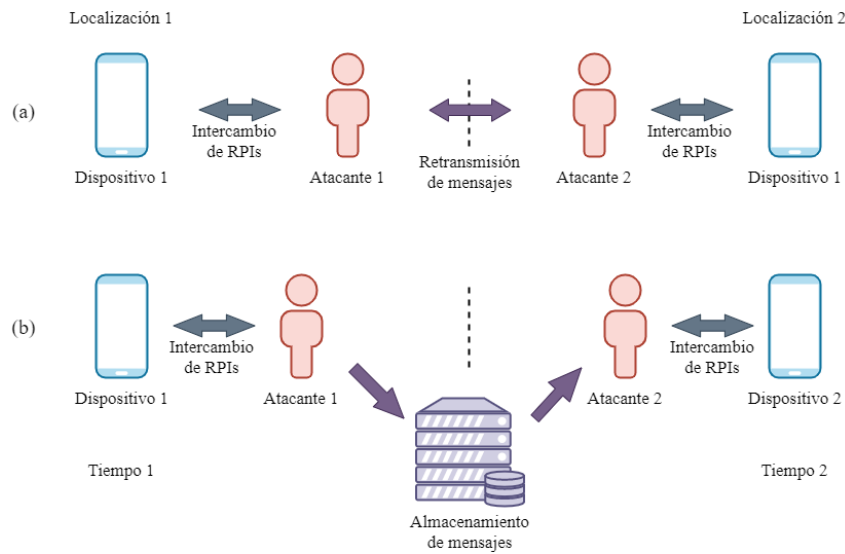 Localización 1
Localización 2
(a)
Intercambio
de RPIs
Retransmisión
de mensajes
Intercambio
de RPIs
Dispositivo 1
Atacante 1
Atacante 2
Dispositivo 1
(b)
Intercambio
de RPIs
Intercambio
de RPIs
Dispositivo 1
Atacante 1
Atacante 2
Dispositivo 2
Tiempo 1
Tiempo 2
Almacenamiento
de mensajes